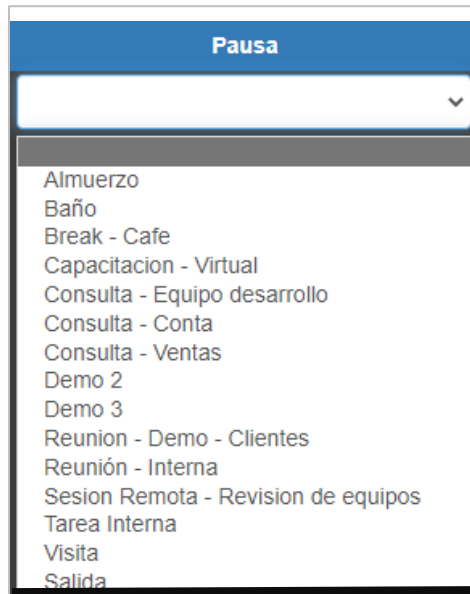 Pausa
Almuerzo
Baño
Break - Cafe
Capacitacion - Virtual
Consulta - Equipo desarrollo
Consulta - Conta
Consulta - Ventas
Demo 2
Demo 3
Reunion - Demo - Clientes
Reunión - Interna
Sesion Remota - Revision de equipos
Tarea Interna
Visita
Salida